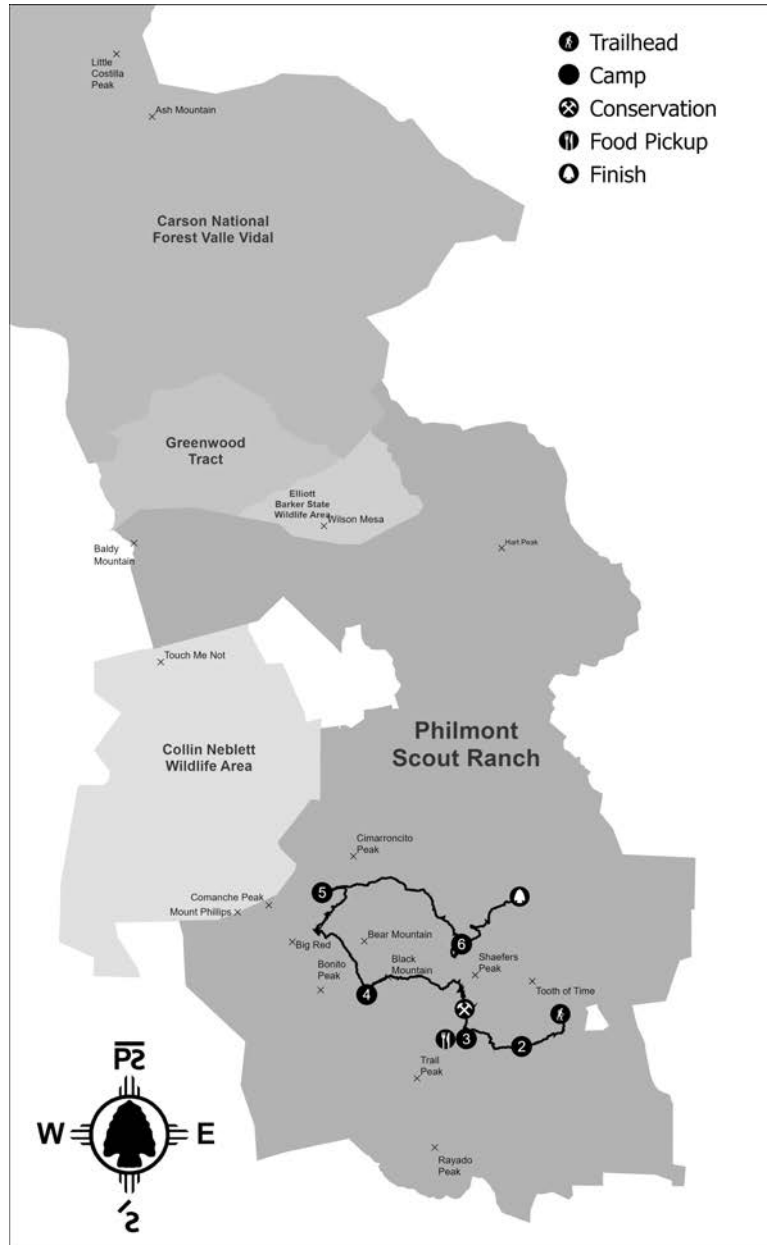 Little
Costilla
Peak
Ash Mountain
Trailhead
Camp
Conservation
Food Pickup
Finish
Carson National
Forest Valle Vidal
Greenwood
Tract
Elliott
Barker State
Wildlife Area
Wilson Mesa
Baldy
Mountain
Hart Peak
Touch Me Not
Collin Neblett
Wildlife Area
Philmont
Scout Ranch
Cimarroncito
Peak
5
Comanche Peak
Mount Phillips
Big Red
Bear Mountain
6
Bonito
Peak
Black
Mountain
Shaefers
Peak
Tooth of Time
4
3
2
Trail
Peak
W
E
Rayado
Peak